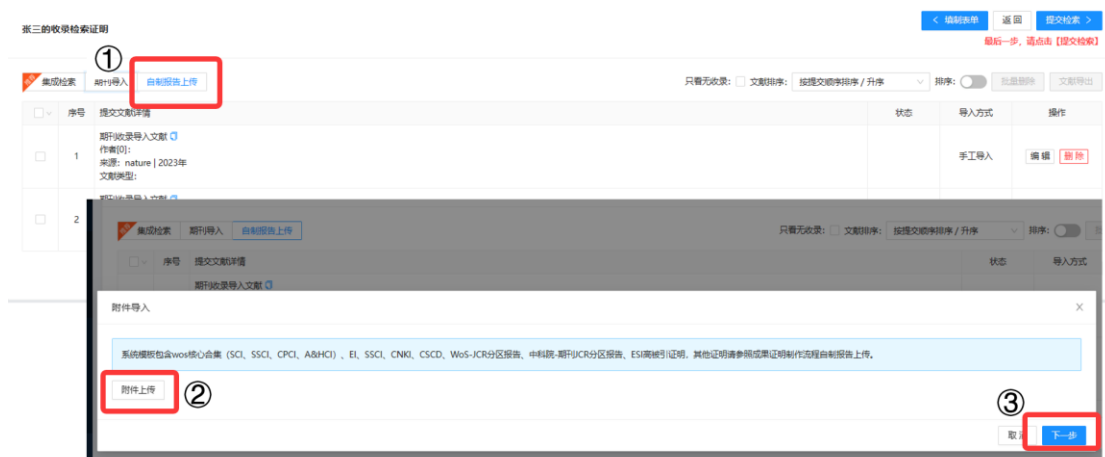 张三的收录检索证明
< 填制表单 返回 提交检索 >
最后一步，请点击【提交检索】
①
集成检索 期刊导入 自制报告上传 只看无收录： 文献排序： 按提交顺序排序 / 升序 排序： 批量删除 文献导出
序号 提交文献详情 状态 导入方式 操作
期刊收录导入文献
作者[0]:
1 来源：nature | 2023年 手工导入 编辑 删除
文献类型：
期刊收录导入文献
2
集成检索 期刊导入 自制报告上传 只看无收录： 文献排序： 按提交顺序排序 / 升序 排序：
序号 提交文献详情 状态 导入方式
期刊收录导入文献
附件导入 ×
系统模板包含wos核心合集（SCI、SSCI、CPCI、A&HCI）、EI、SSCI、CNKI、CSCD、WoS-JCR分区报告、中科院-期刊JCR分区报告、ESI高被引证明，其他证明请参照成果证明制作流程自制报告上传。
附件上传 ②
③
取消 下一步